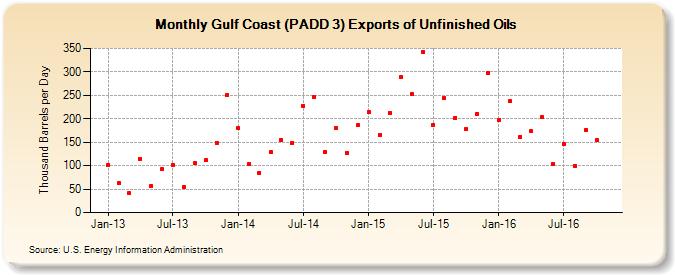 Monthly Gulf Coast (PADD 3) Exports of Unfinished Oils
Thousand Barrels per Day
350
300
250
200
150
100
50
0
Jan-13 Jul-13 Jan-14 Jul-14 Jan-15 Jul-15 Jan-16 Jul-16
Source: U.S. Energy Information Administration